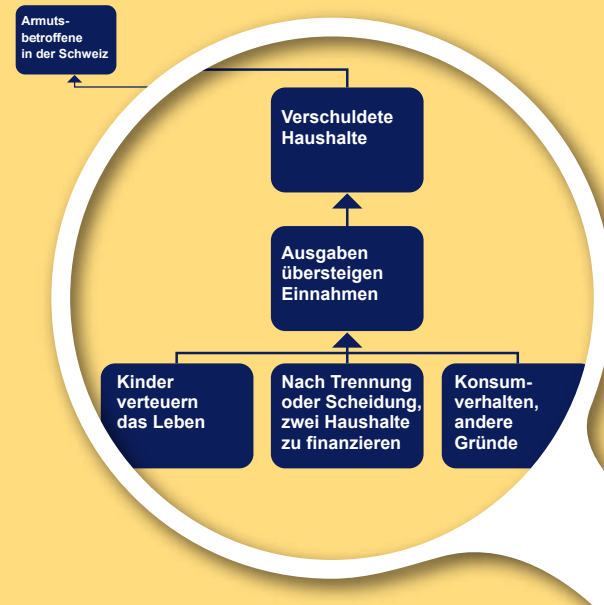 Armuts-
betroffene
in der Schweiz
Verschuldete
Haushalte
Ausgaben
übersteigen
Einnahmen
Kinder
verteuern
das Leben
Nach Trennung
oder Scheidung,
zwei Haushalte
zu finanzieren
Konsum-
verhalten,
andere
Gründe